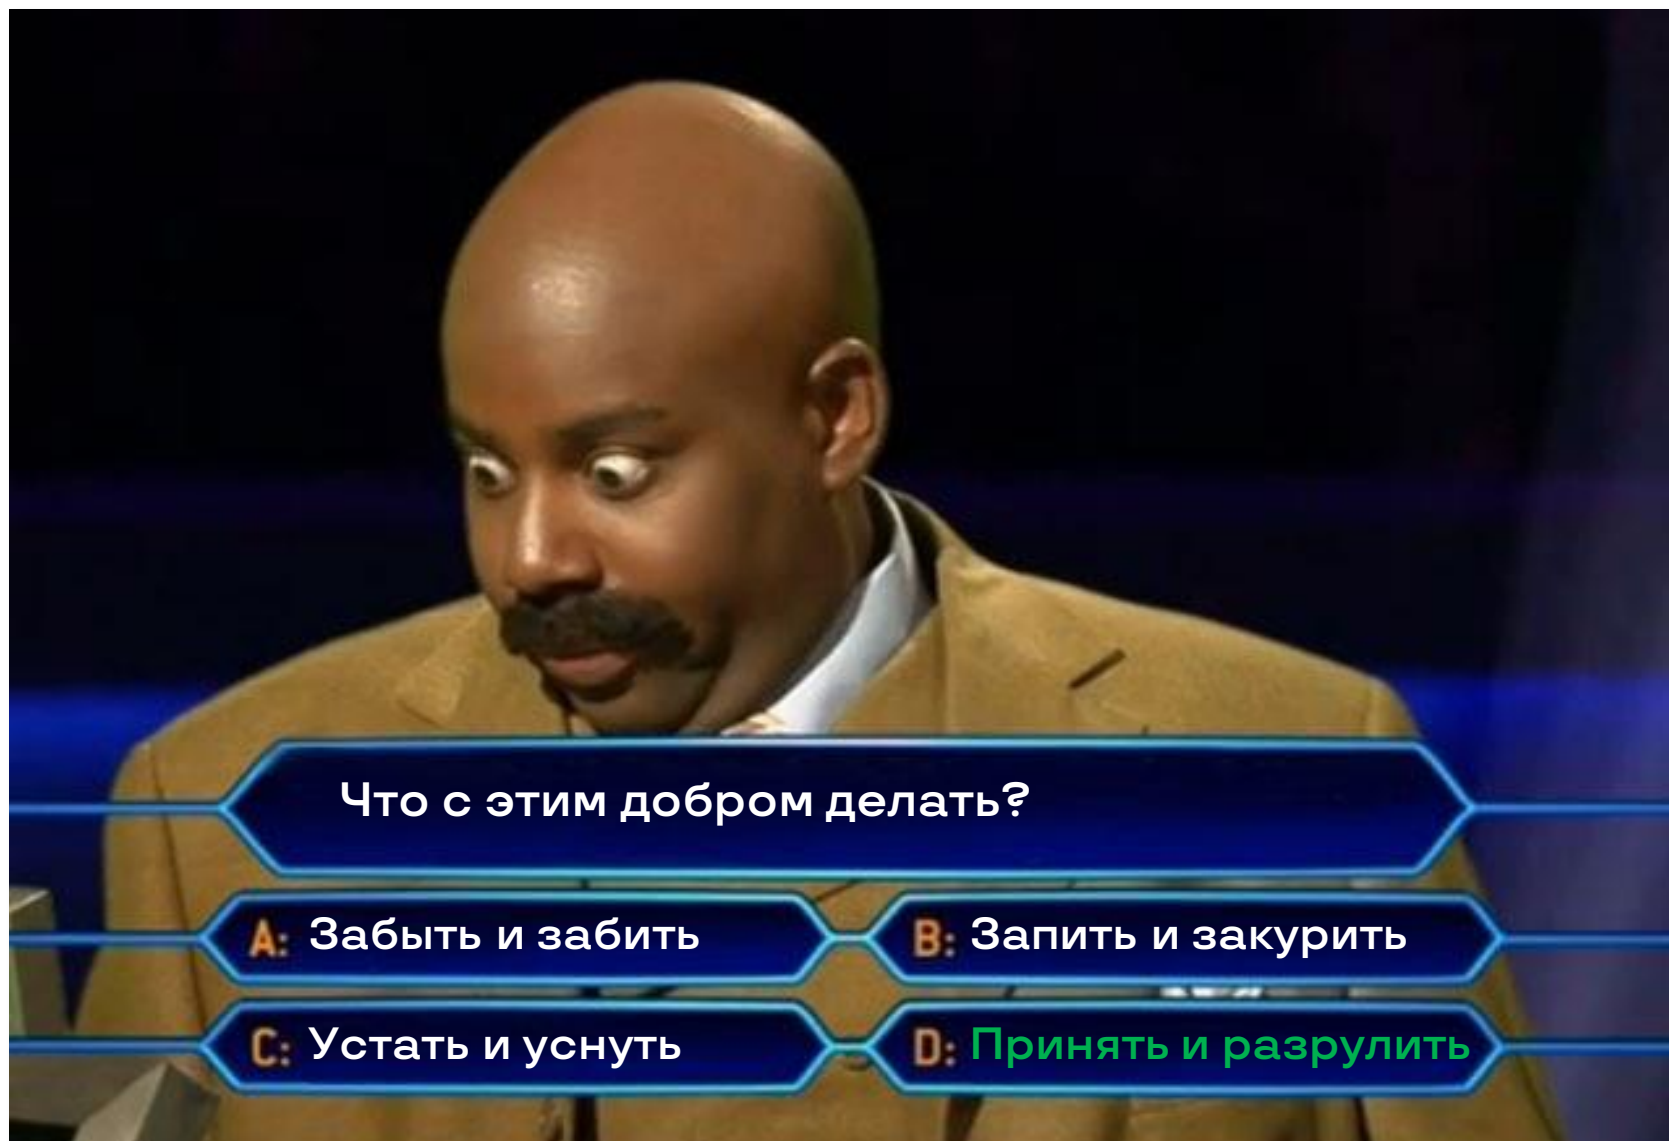 Что с этим добром делать?
A: Забыть и забить
B: Запить и закурить
C: Устать и уснуть
D: Принять и разрулить